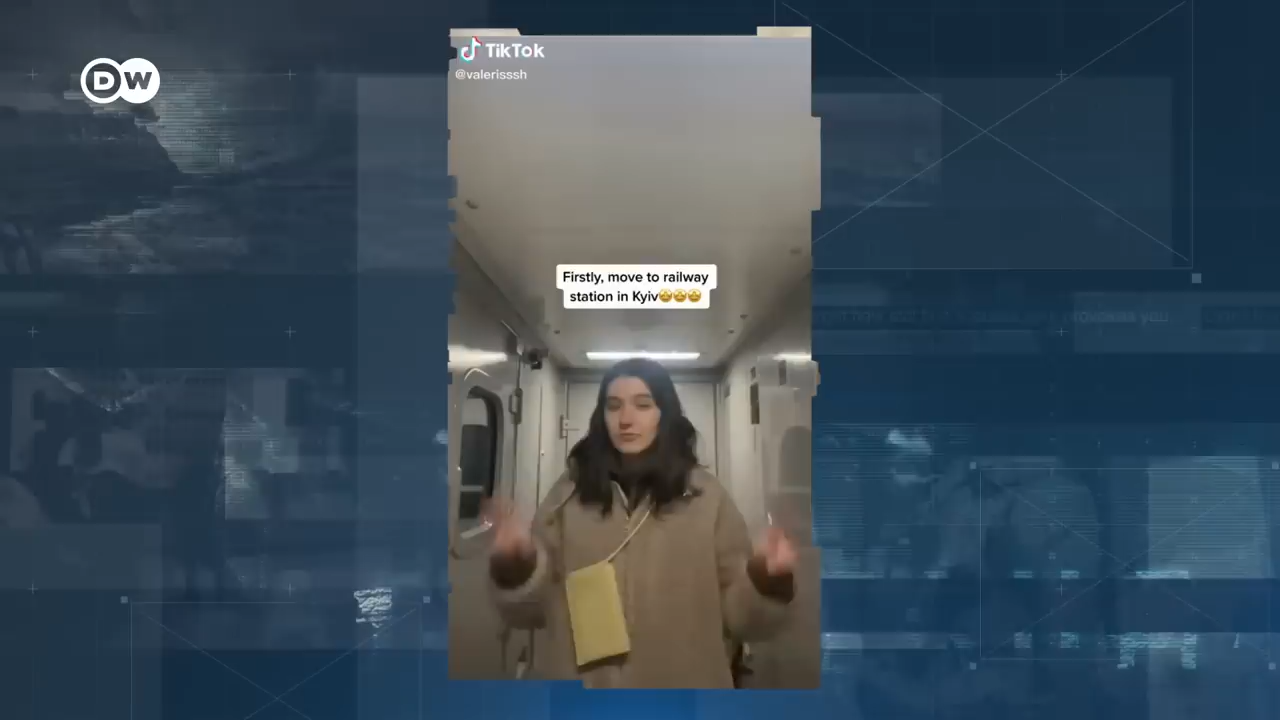 DW
TikTok
@valerisssh
Firstly, move to railway
station in Kyiv🤩🤩🤩